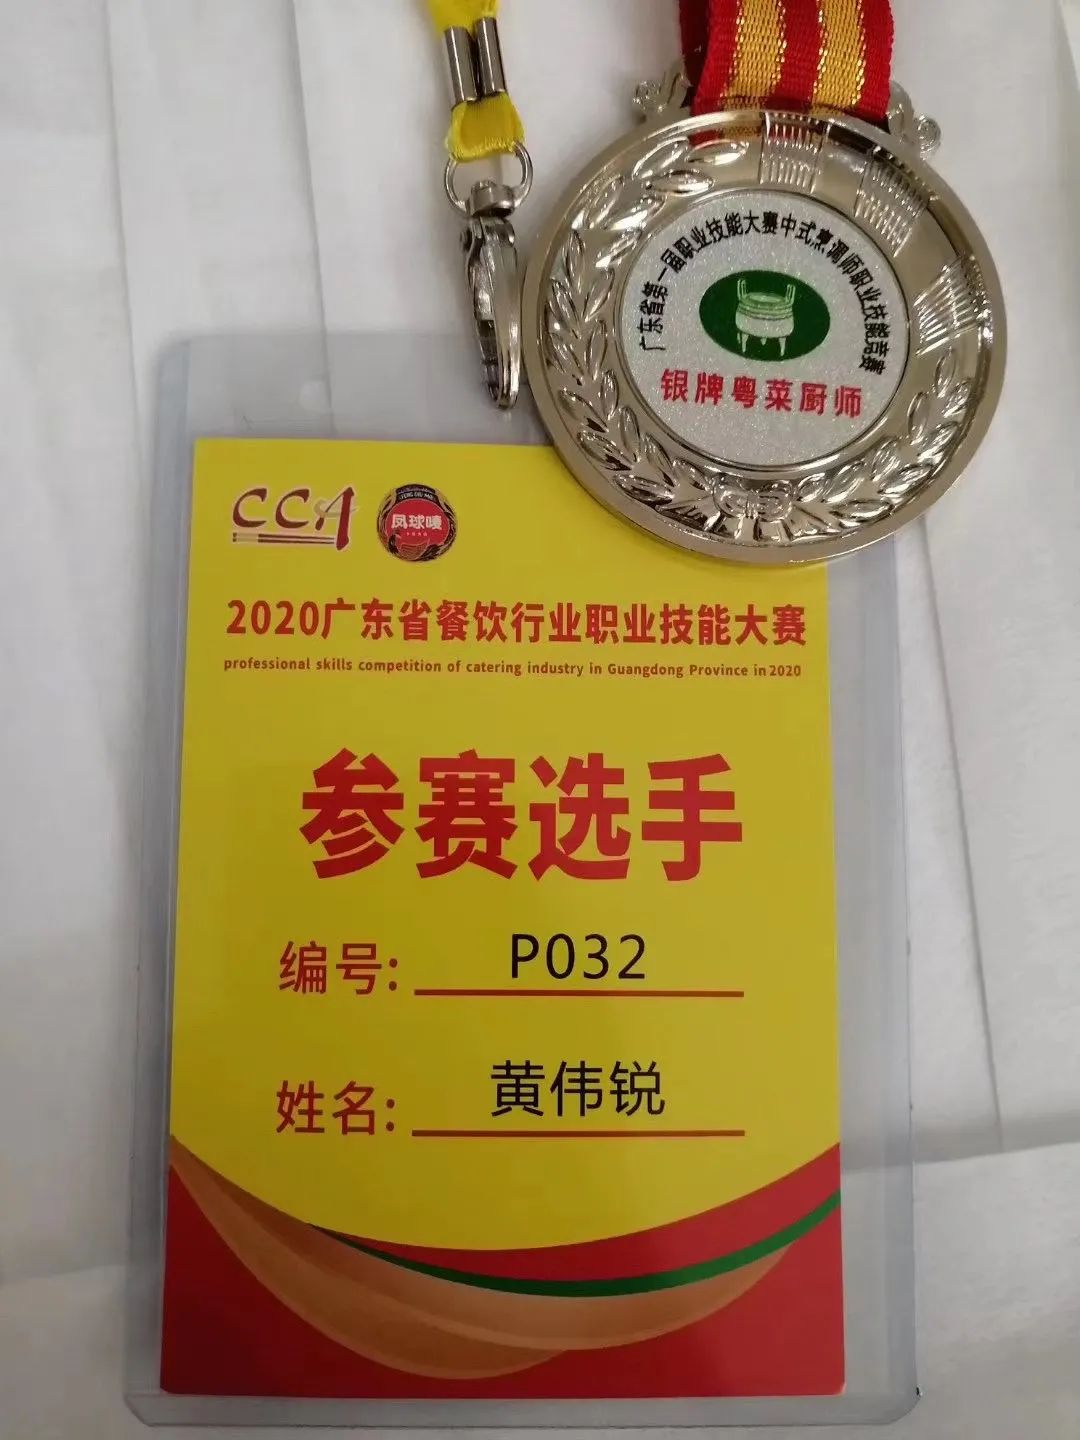 广东省第一届职业技能大赛中式烹调师职业技能竞赛
银牌粤菜厨师
CCA
FENG QIU MAI
凤球唛
2020广东省餐饮行业职业技能大赛
professional skills competition of catering industry in Guangdong Province in 2020
参赛选手
编号: P032
姓名: 黄伟锐